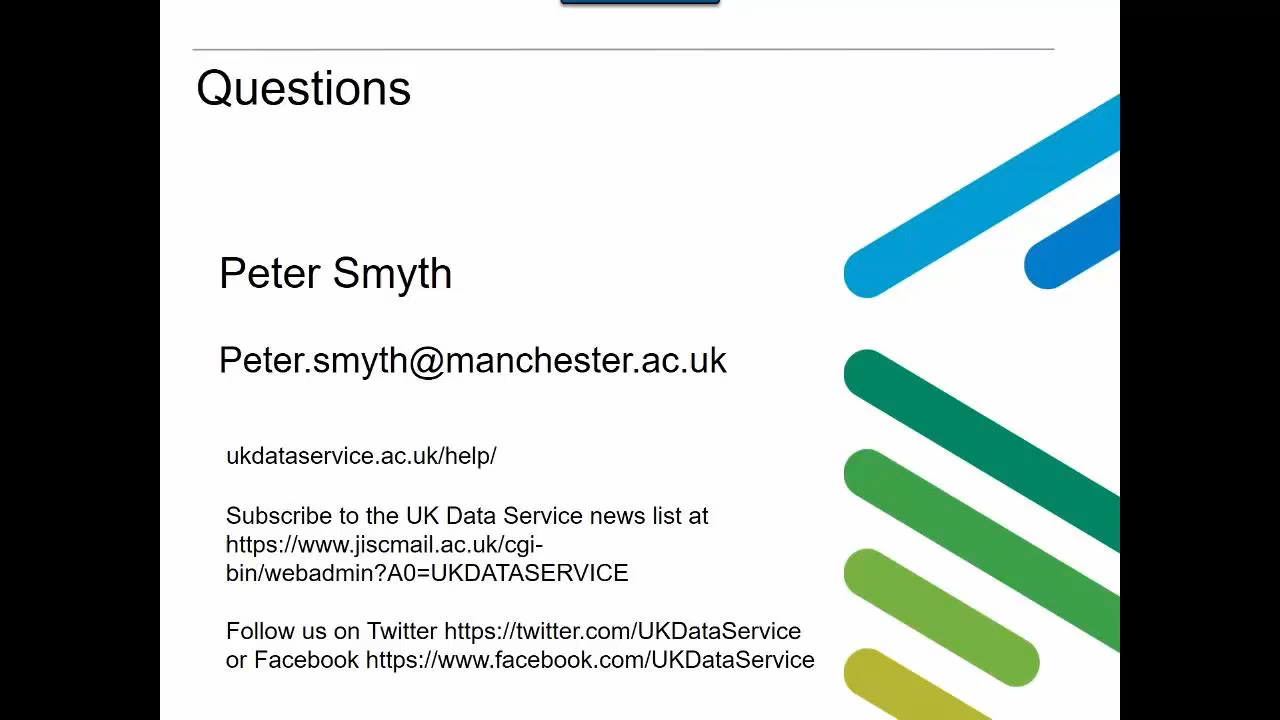 Questions
Peter Smyth
Peter.smyth@manchester.ac.uk
ukdataservice.ac.uk/help/
Subscribe to the UK Data Service news list at
https://www.jiscmail.ac.uk/cgi-
bin/webadmin?A0=UKDATASERVICE
Follow us on Twitter https://twitter.com/UKDataService
or Facebook https://www.facebook.com/UKDataService